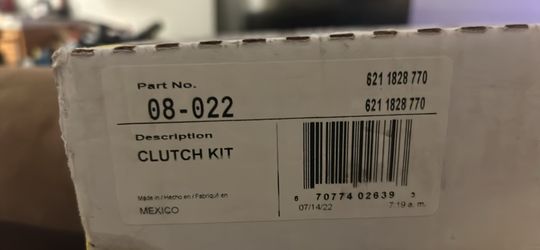 Part No.
621 1828 770
08-022
621 1828 770
Description
CLUTCH KIT
Made in / Hecho en / Fabriqué en
MEXICO
6 70774 02639 3
07/14/22
7:19 a. m.